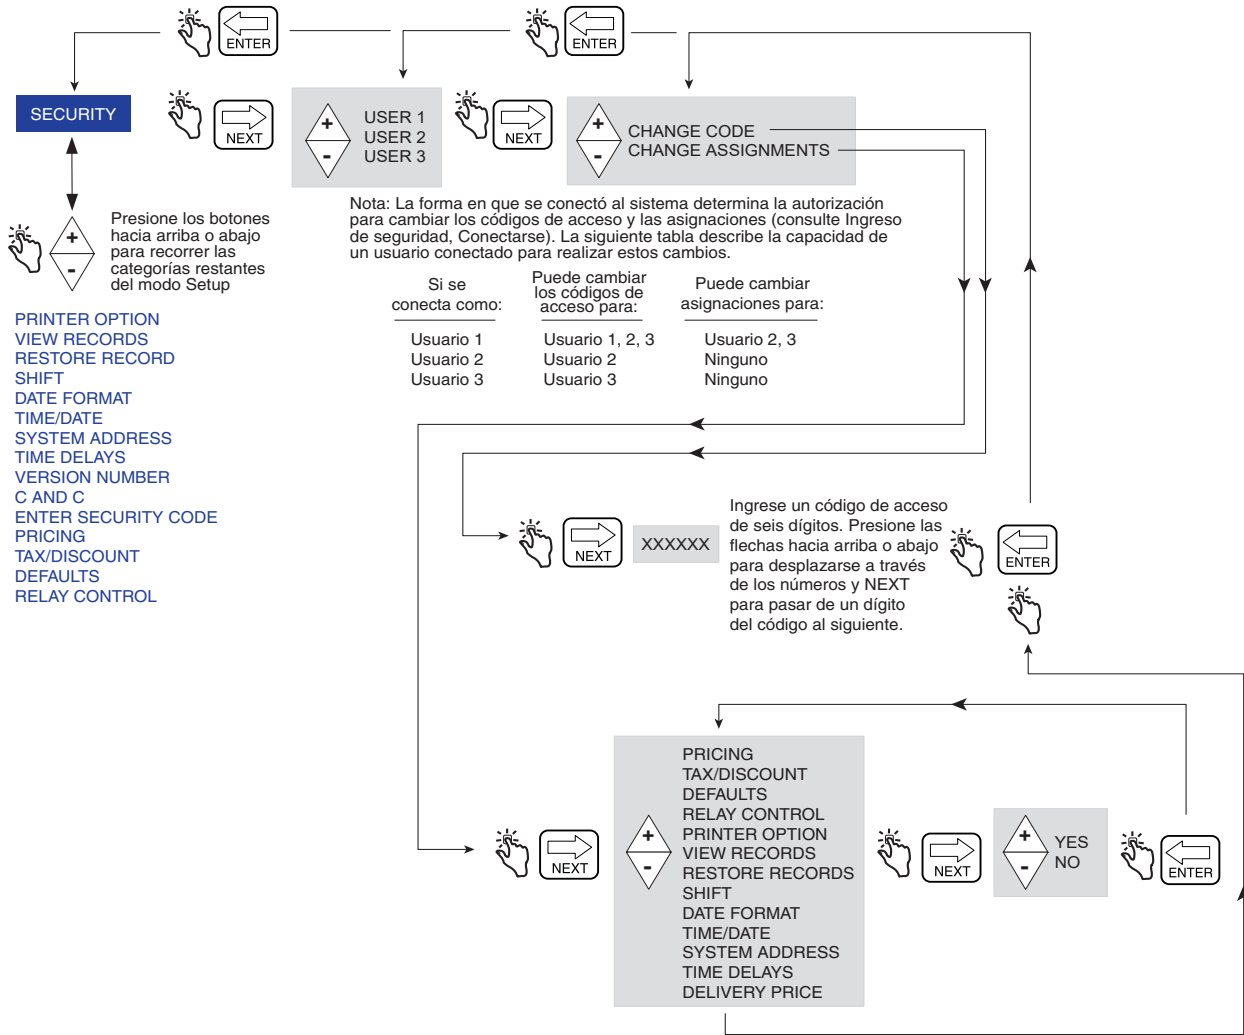 ENTER
ENTER
SECURITY
NEXT
+
-
USER 1
USER 2
USER 3
NEXT
+
-
CHANGE CODE
CHANGE ASSIGNMENTS
+
-
Presione los botones
hacia arriba o abajo
para recorrer las
categorías restantes
del modo Setup
PRINTER OPTION
VIEW RECORDS
RESTORE RECORD
SHIFT
DATE FORMAT
TIME/DATE
SYSTEM ADDRESS
TIME DELAYS
VERSION NUMBER
C AND C
ENTER SECURITY CODE
PRICING
TAX/DISCOUNT
DEFAULTS
RELAY CONTROL
Nota: La forma en que se conectó al sistema determina la autorización
para cambiar los códigos de acceso y las asignaciones (consulte Ingreso
de seguridad, Conectarse). La siguiente tabla describe la capacidad de
un usuario conectado para realizar estos cambios.
Si se
conecta como:
Puede cambiar
los códigos de
acceso para:
Puede cambiar
asignaciones para:
Usuario 1 Usuario 1, 2, 3 Usuario 2, 3
Usuario 2 Usuario 2 Ninguno
Usuario 3 Usuario 3 Ninguno
NEXT
XXXXXX
Ingrese un código de acceso
de seis dígitos. Presione las
flechas hacia arriba o abajo
para desplazarse a través
de los números y NEXT
para pasar de un dígito
del código al siguiente.
ENTER
NEXT
+
-
PRICING
TAX/DISCOUNT
DEFAULTS
RELAY CONTROL
PRINTER OPTION
VIEW RECORDS
RESTORE RECORDS
SHIFT
DATE FORMAT
TIME/DATE
SYSTEM ADDRESS
TIME DELAYS
DELIVERY PRICE
NEXT
+
-
YES
NO
ENTER